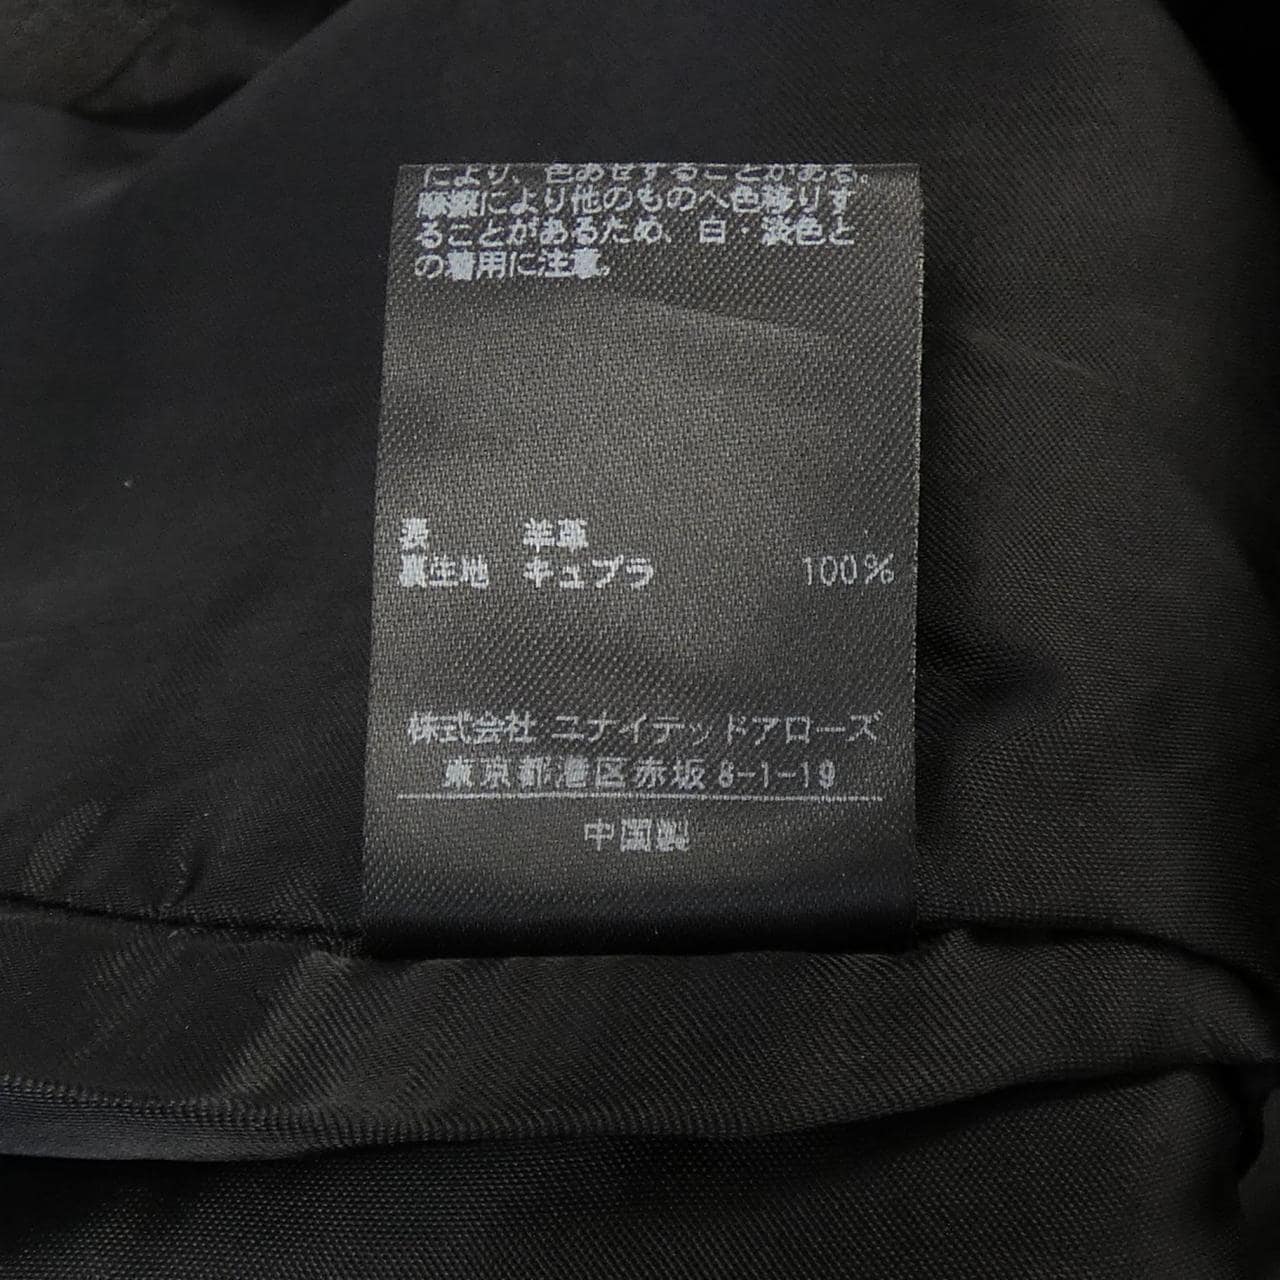 により、色あせすることがある。
摩擦により他のものへ色移りす
ることがあるため、白・淡色と
の着用に注意。
表 羊革
裏生地 キュプラ 100%
株式会社 ユナイテッドアローズ
東京都港区赤坂 8-1-19
中国製